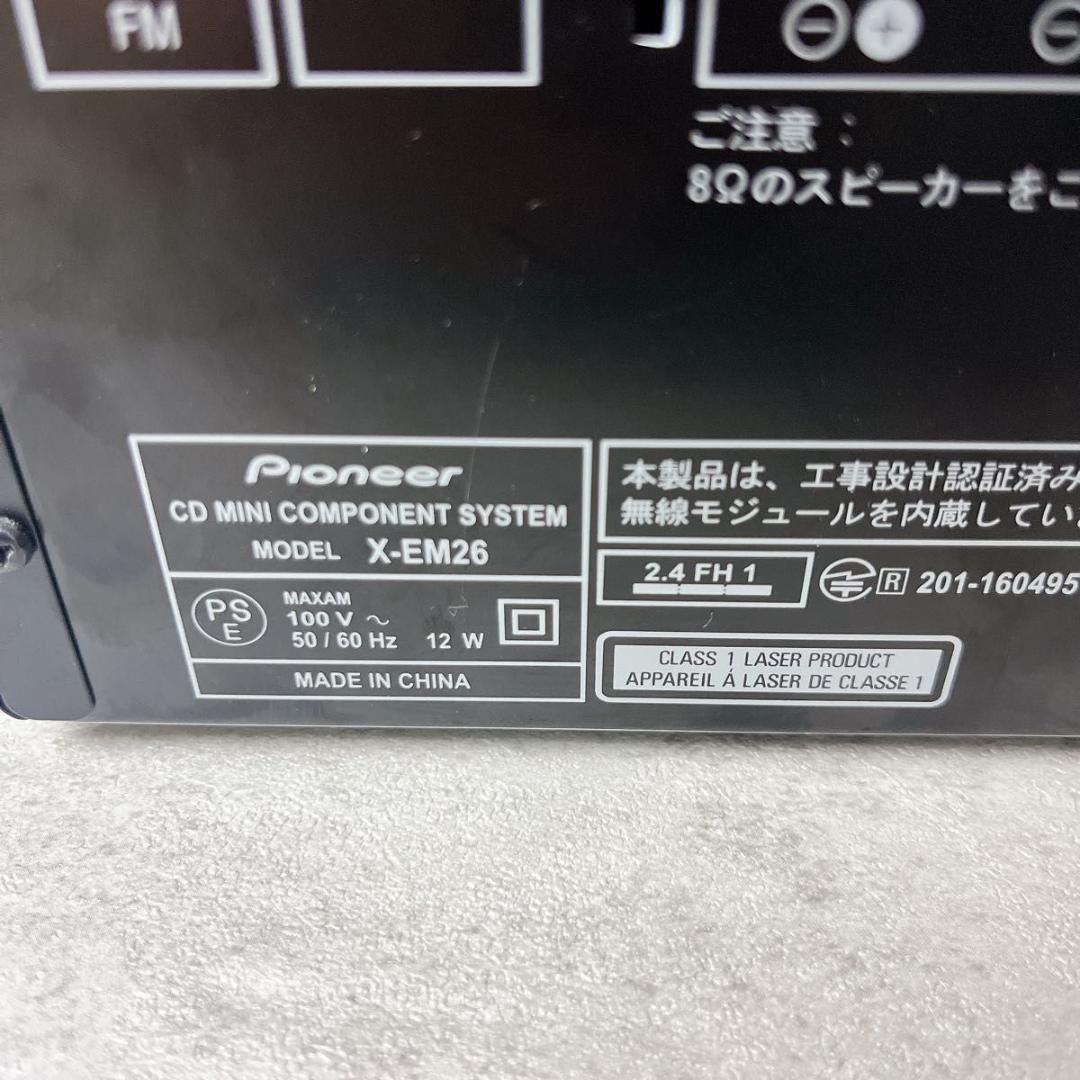 FM
ご注意：
8Ωのスピーカーをご
Pioneer
CD MINI COMPONENT SYSTEM
MODEL X-EM26
PS
E
MAXAM
100 V ～
50 / 60 Hz 12 W
MADE IN CHINA
本製品は、工事設計認証済み
無線モジュールを内蔵してい
2.4 FH 1
R 201-160495
CLASS 1 LASER PRODUCT
APPAREIL Á LASER DE CLASSE 1